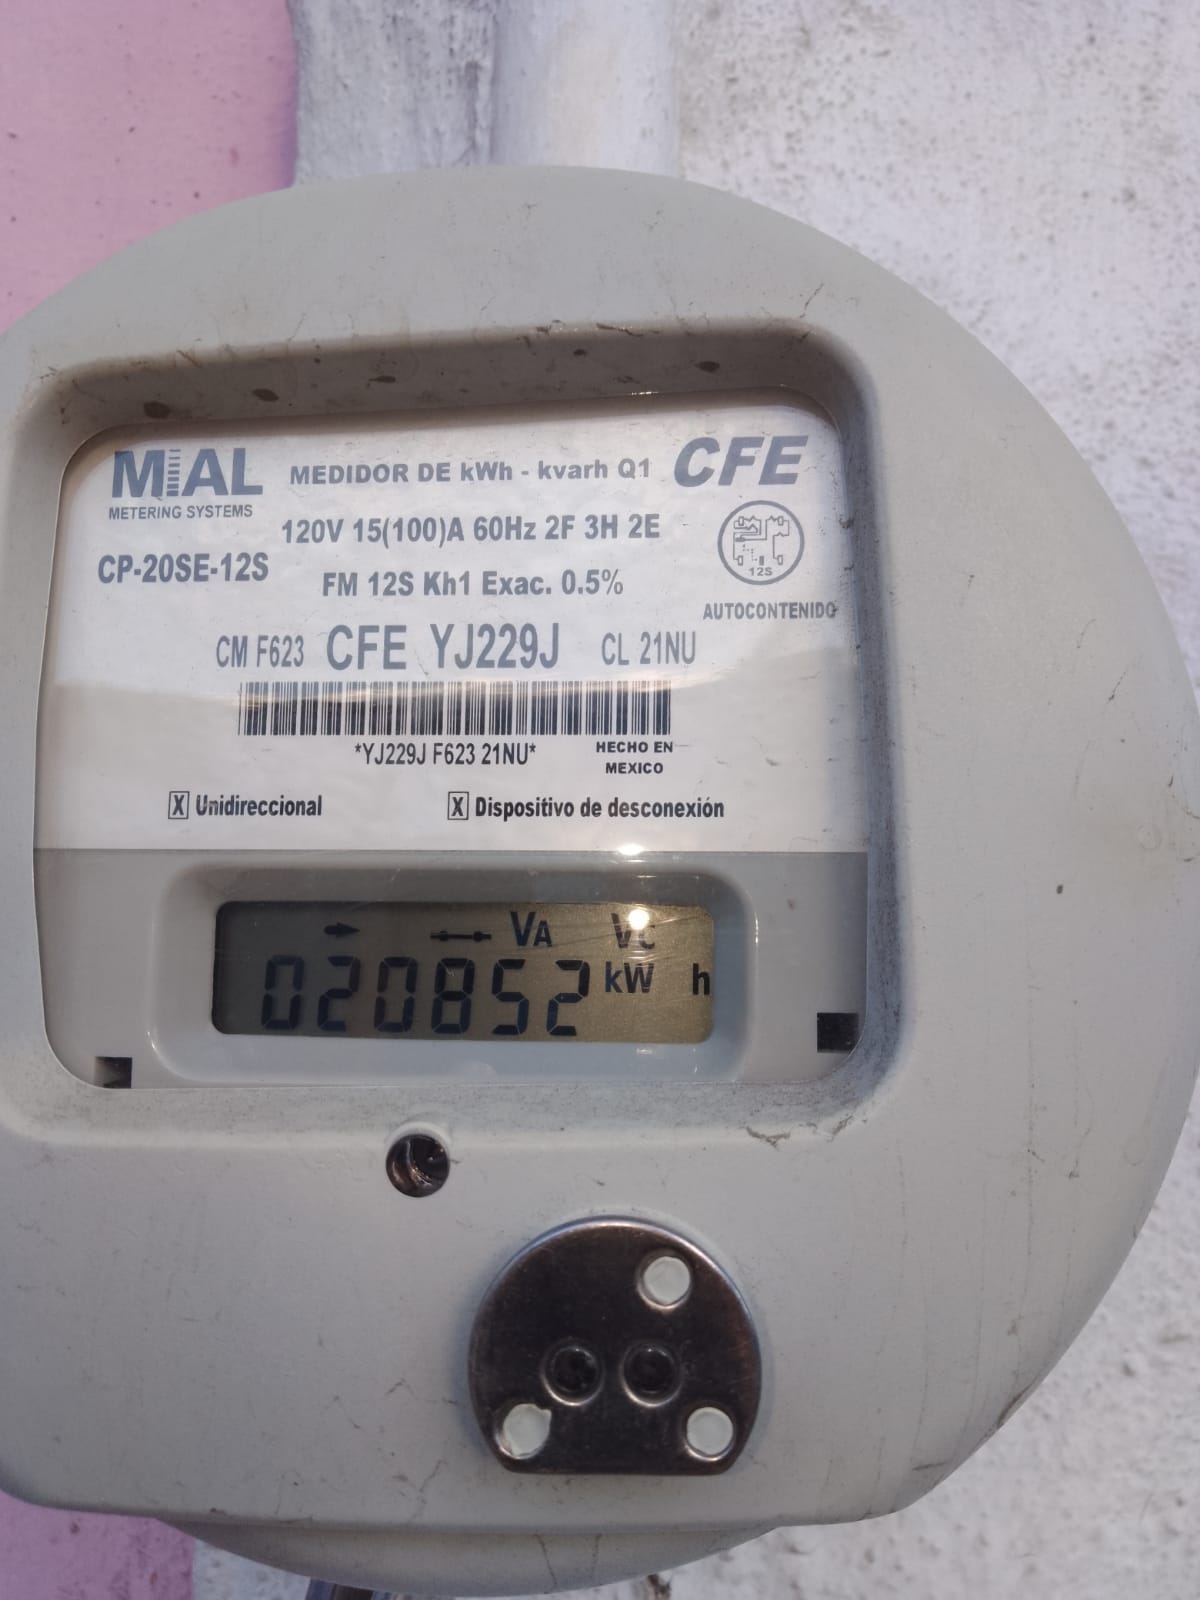 MIAL
METERING SYSTEMS
MEDIDOR DE kWh - kvarh Q1
CFE
120V 15(100)A 60Hz 2F 3H 2E
CP-20SE-12S
FM 12S Kh1 Exac. 0.5%
12S
AUTOCONTENIDO
CM F623 CFE YJ229J CL 21NU
*YJ229J F623 21NU*
HECHO EN
MEXICO
X Unidireccional
X Dispositivo de desconexión
VA VC
020852 kW h